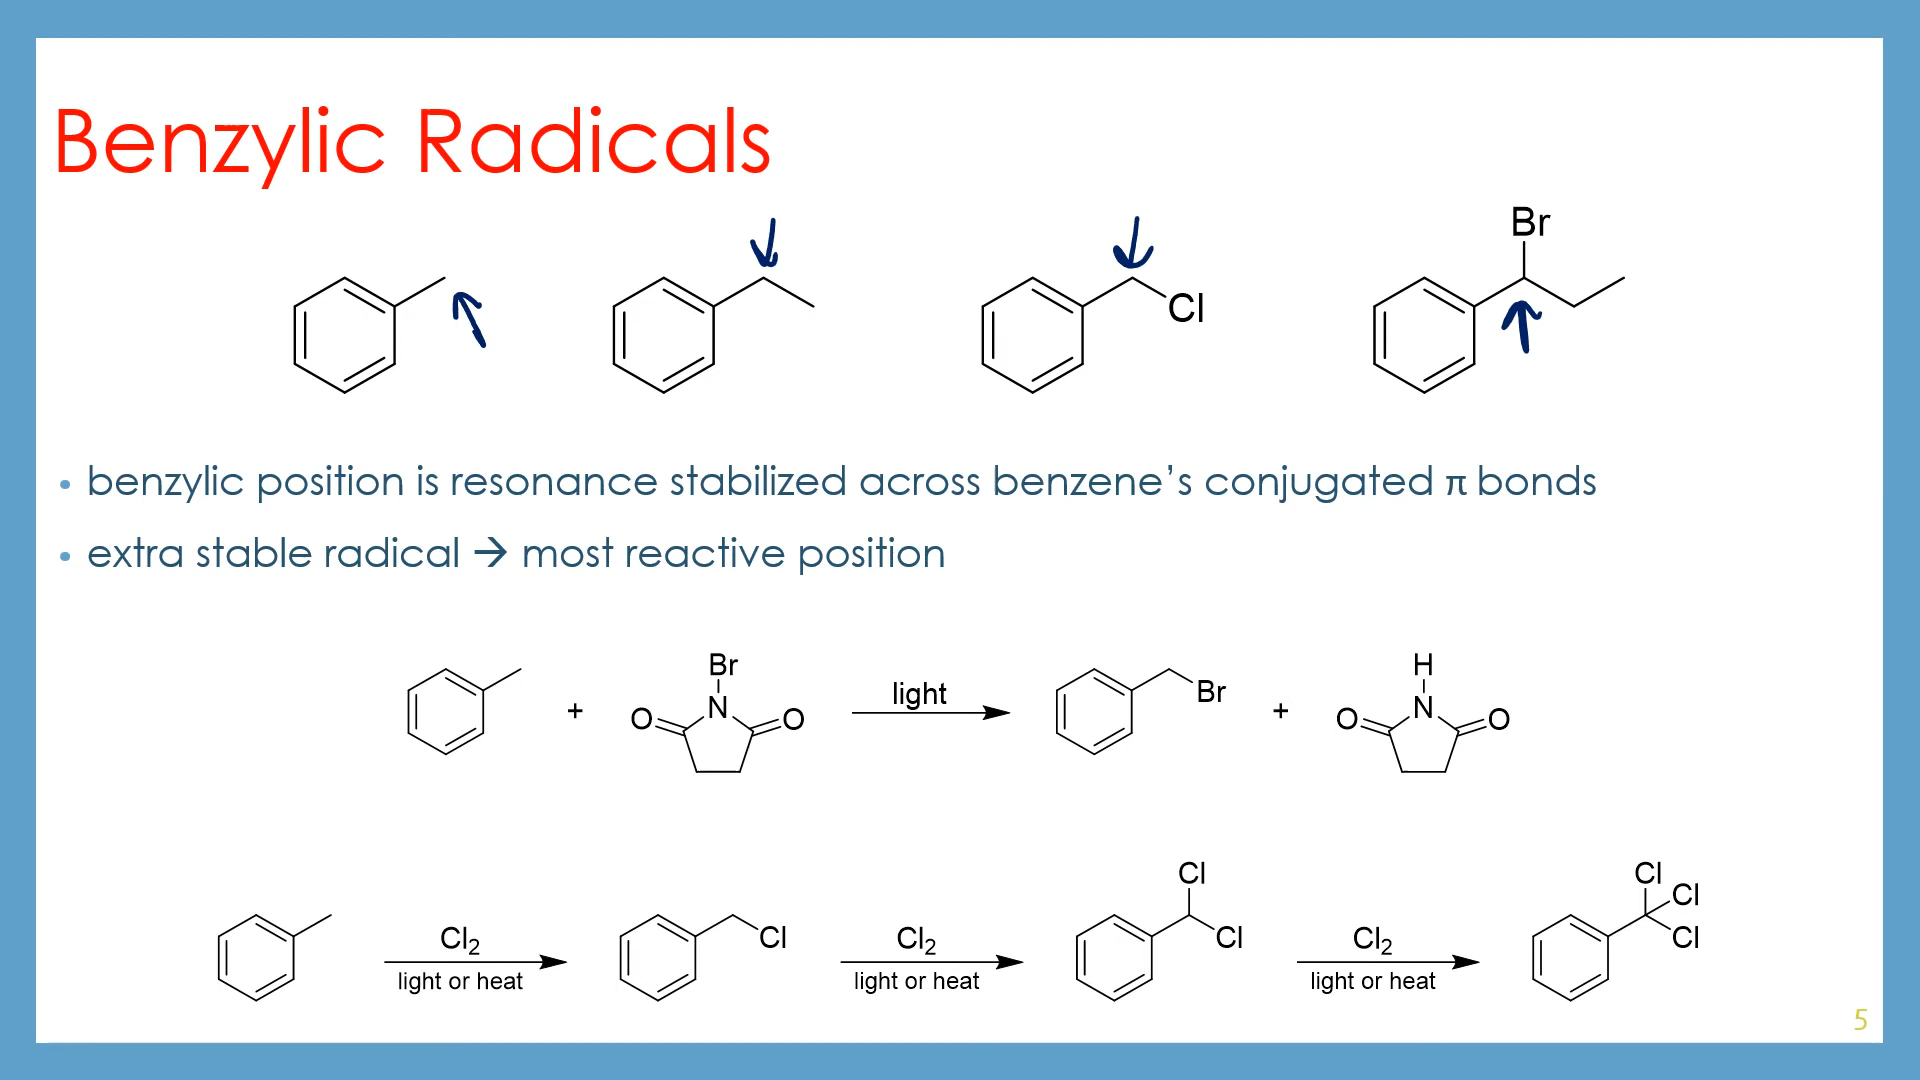 Benzylic Radicals
Br
Cl
• benzylic position is resonance stabilized across benzene's conjugated π bonds
• extra stable radical → most reactive position
Br H
light
N Br N
+ O O + O O
Cl Cl
Cl
Cl₂ Cl Cl₂ Cl Cl₂ Cl
light or heat light or heat light or heat
5